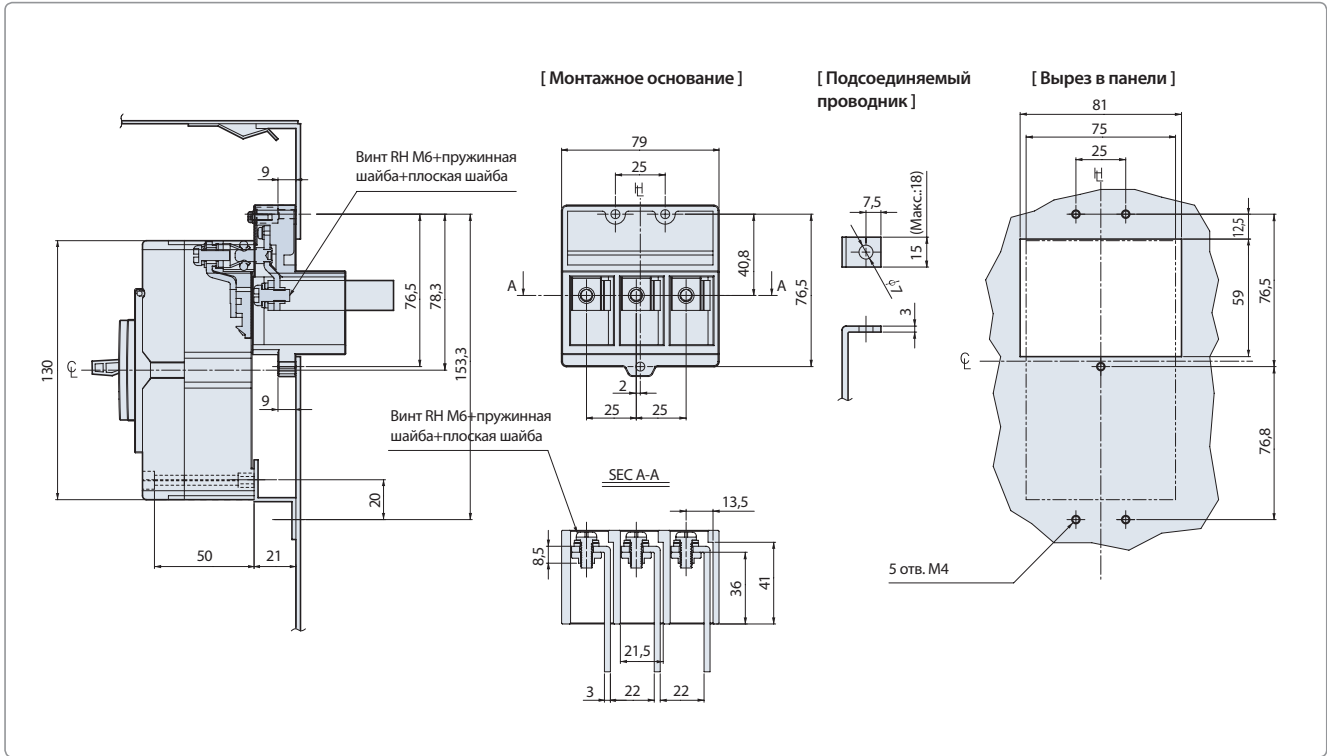 [ Монтажное основание ]
[ Подсоединяемый
проводник ]
[ Вырез в панели ]
Винт RH M6+пружинная
шайба+плоская шайба
9
76,5
78,3
153,3
130
C
L
9
20
50
21
79
25
H
L
40,8
76,5
A
A
2
25
25
Винт RH M6+пружинная
шайба+плоская шайба
SEC A-A
13,5
8,5
36
41
21,5
3
22
22
7,5
15 (Макс.:18)
ϕ7
3
81
75
25
H
L
12,5
59
76,5
C
L
76,8
5 отв. M4